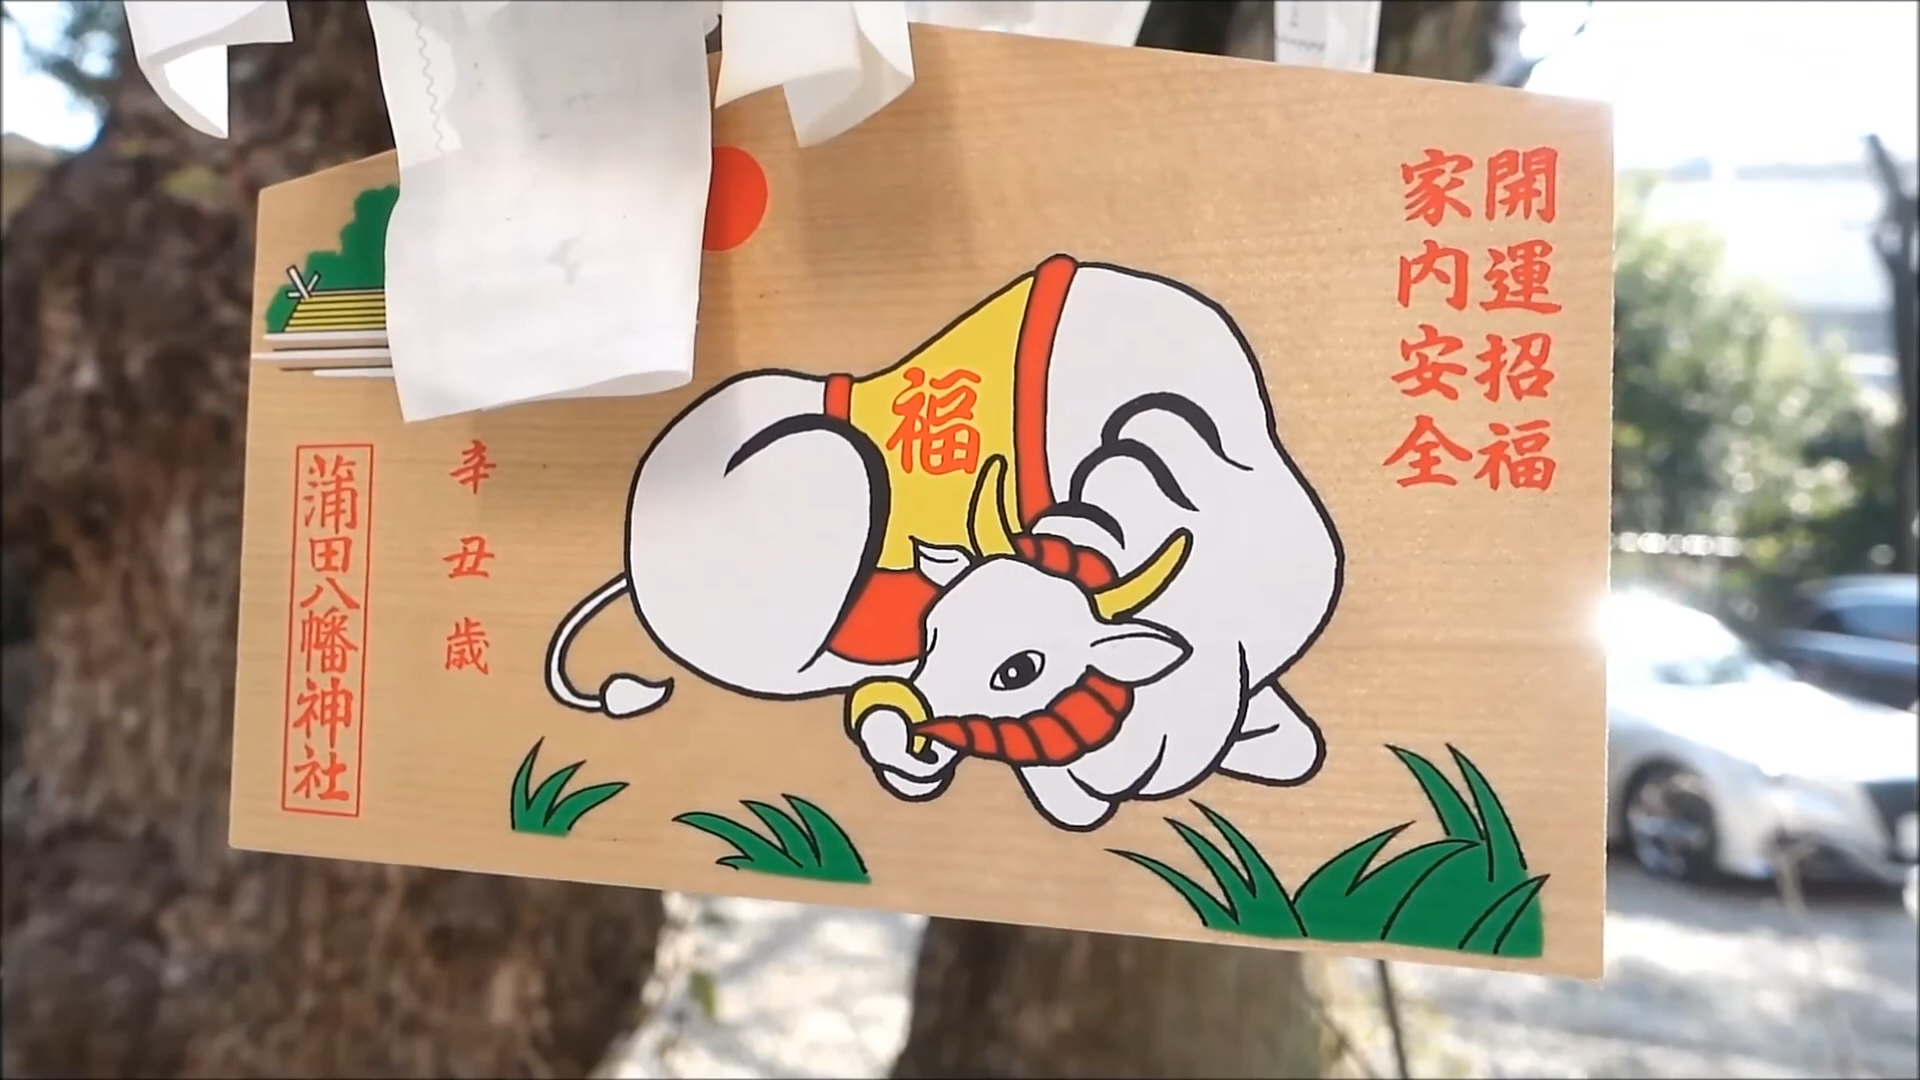 開運招福
家内安全
福
辛丑歳
蒲田八幡神社